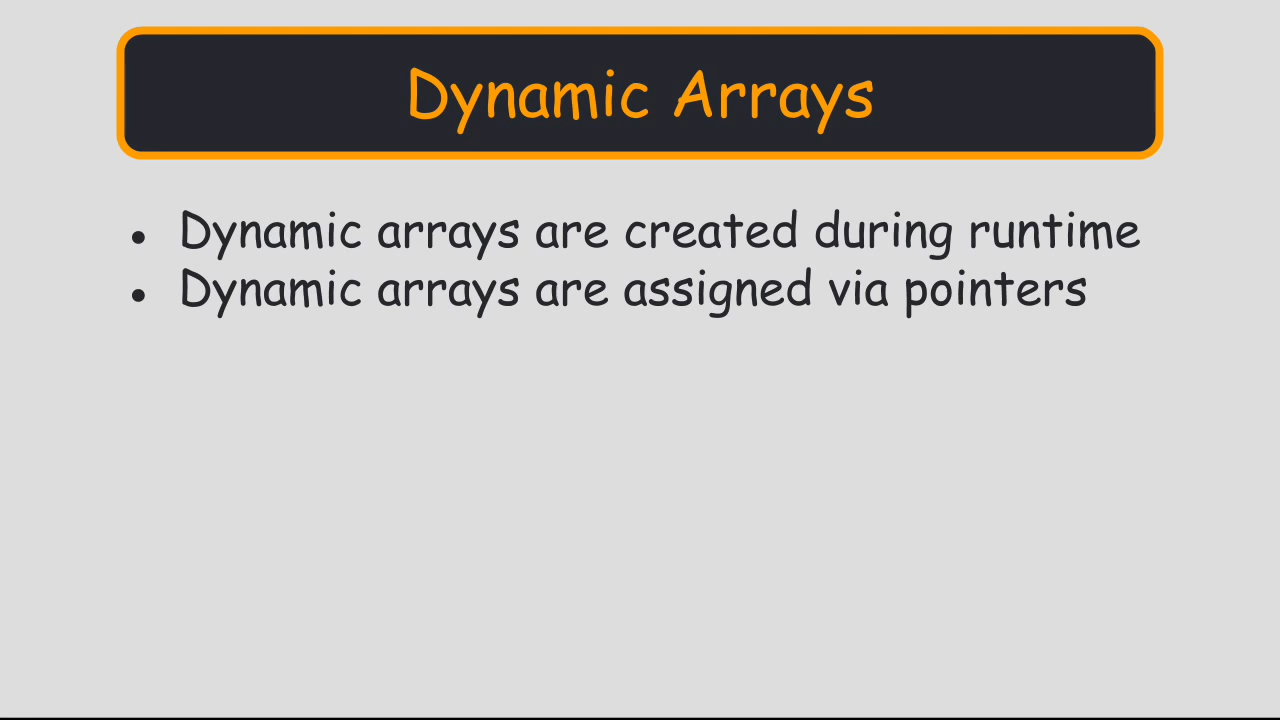 Dynamic Arrays
• Dynamic arrays are created during runtime
• Dynamic arrays are assigned via pointers